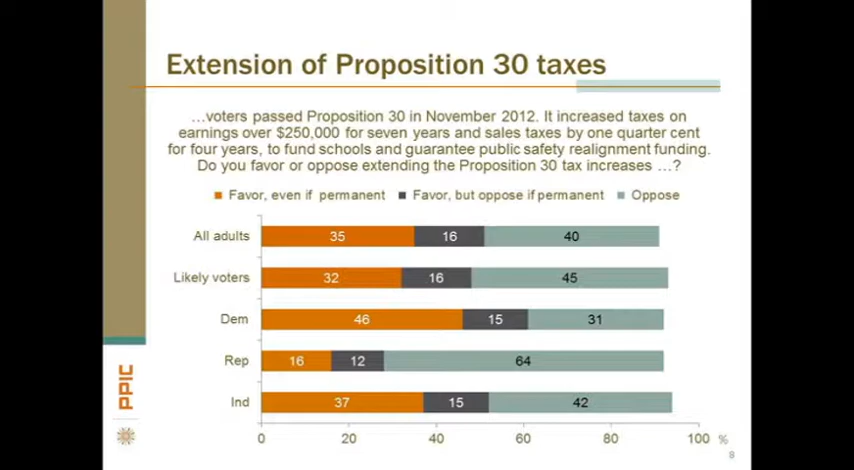 Extension of Proposition 30 taxes
…voters passed Proposition 30 in November 2012. It increased taxes on
earnings over $250,000 for seven years and sales taxes by one quarter cent
for four years, to fund schools and guarantee public safety realignment funding.
Do you favor or oppose extending the Proposition 30 tax increases …?
Favor, even if permanent Favor, but oppose if permanent Oppose
All adults 35 16 40
Likely voters 32 16 45
Dem 46 15 31
Rep 16 12 64
Ind 37 15 42
0 20 40 60 80 100 %
PPIC
8